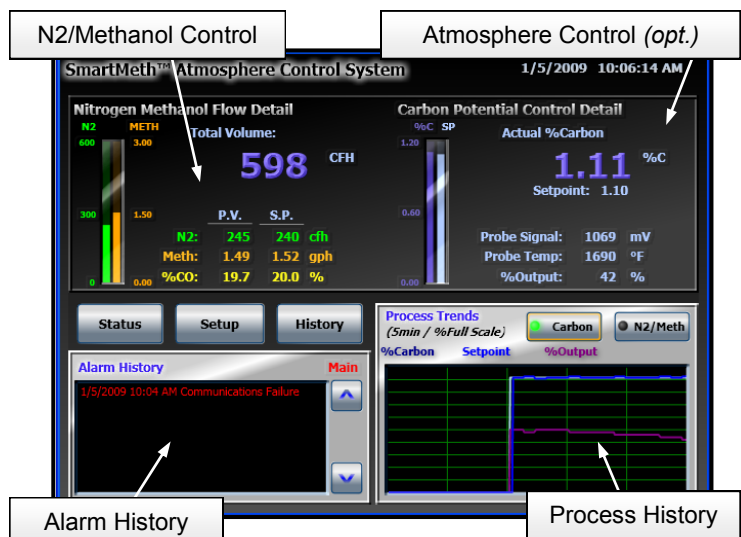 N2/Methanol Control
Atmosphere Control (opt.)
SmartMeth™ Atmosphere Control System 1/5/2009 10:06:14 AM
Nitrogen Methanol Flow Detail
N2 METH
600 3.00
Total Volume:
598 CFH
300 1.50
P.V. S.P.
N2: 245 240 cfh
Meth: 1.49 1.52 gph
0 0.00 %CO: 19.7 20.0 %
Carbon Potential Control Detail
%C SP
1.20
Actual %Carbon
1.11 %C
Setpoint: 1.10
0.60
Probe Signal: 1069 mV
Probe Temp: 1690 ºF
0.00 %Output: 42 %
Status Setup History
Alarm History Main
1/5/2009 10:04 AM Communications Failure
Process Trends
(5min / %Full Scale)
Carbon N2/Meth
%Carbon Setpoint %Output
Alarm History
Process History